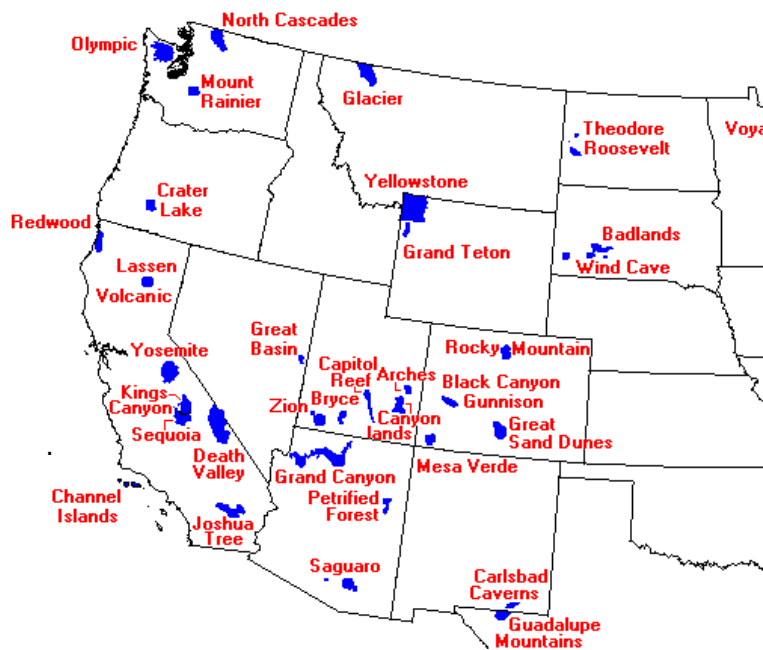 North Cascades
Olympic
Mount
Rainier
Glacier
Theodore
Roosevelt
Voya
Yellowstone
Crater
Lake
Redwood
Grand Teton
Badlands
Wind Cave
Lassen
Volcanic
Great
Basin
Yosemite
Rocky Mountain
Capitol
Reef
Arches
Kings
Canyon
Bryce
Zion
Black Canyon
Gunnison
Canyon
lands
Great
Sand Dunes
Sequoia
Death
Valley
Grand Canyon
Mesa Verde
Petrified
Forest
Channel
Islands
Joshua
Tree
Saguaro
Carlsbad
Caverns
Guadalupe
Mountains